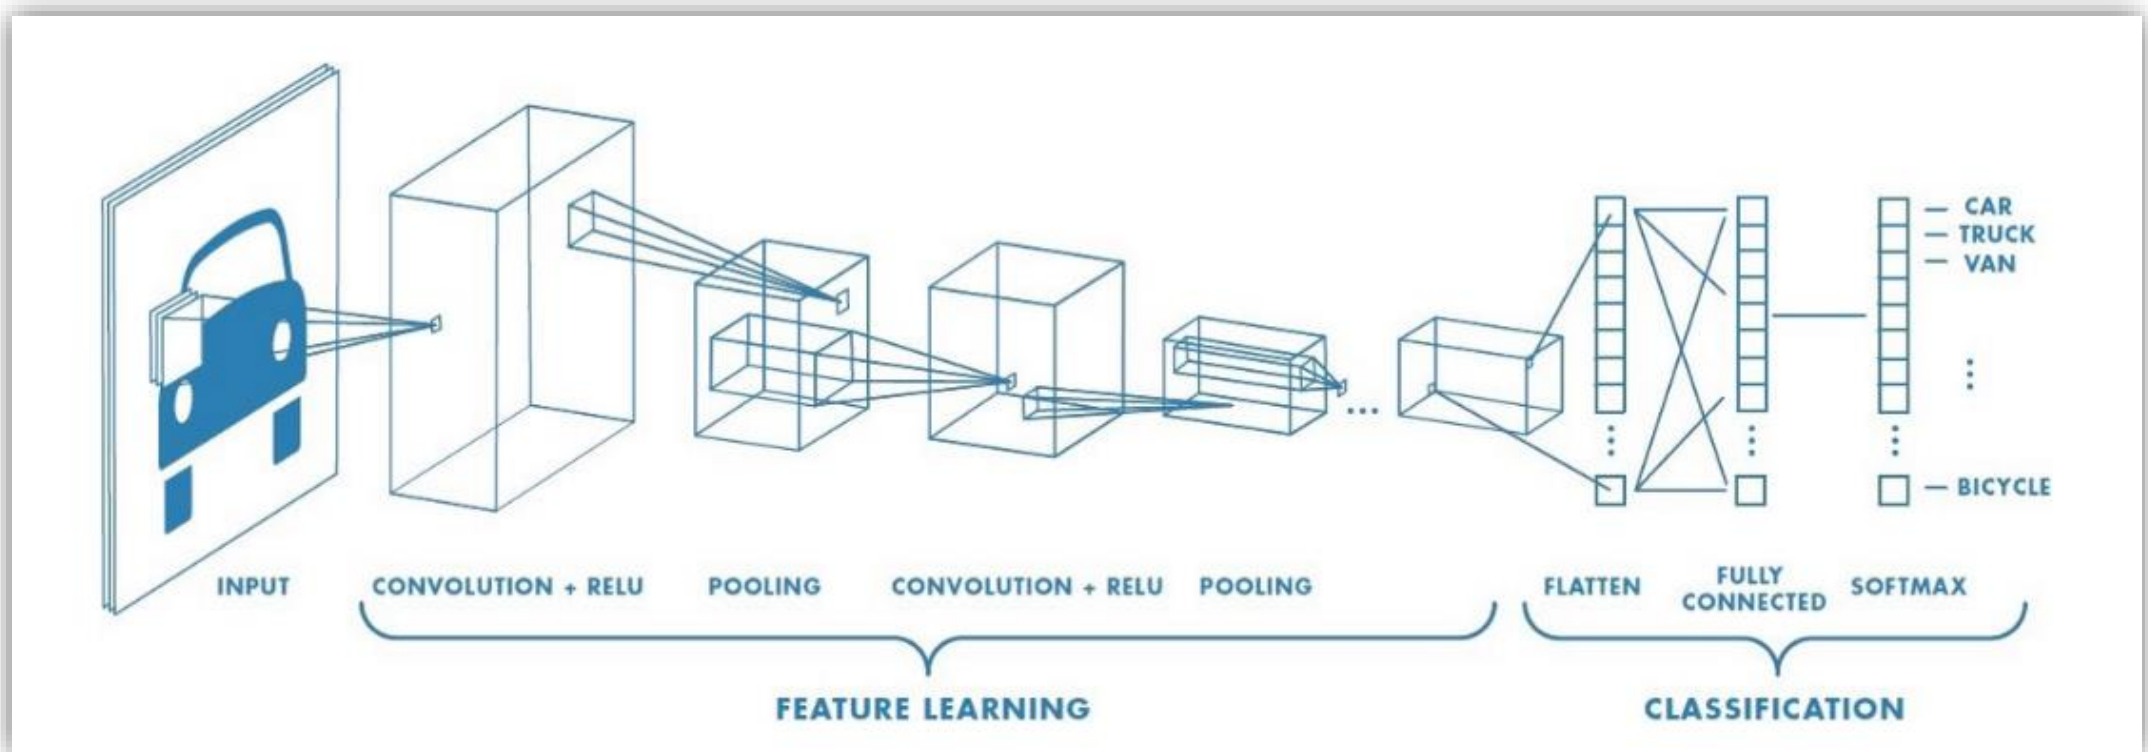 CAR
TRUCK
VAN
BICYCLE
INPUT
CONVOLUTION + RELU
POOLING
CONVOLUTION + RELU
POOLING
FLATTEN
FULLY
CONNECTED
SOFTMAX
FEATURE LEARNING
CLASSIFICATION